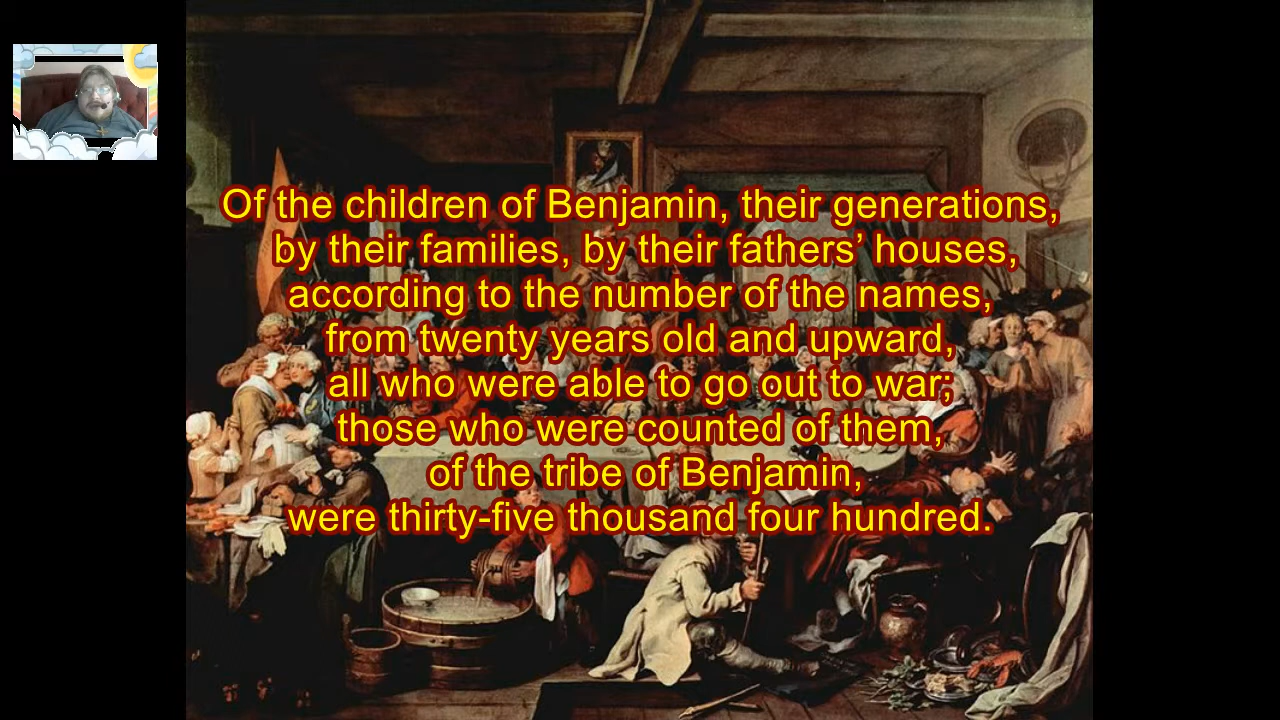 Of the children of Benjamin, their generations,
by their families, by their fathers’ houses,
according to the number of the names,
from twenty years old and upward,
all who were able to go out to war;
those who were counted of them,
of the tribe of Benjamin,
were thirty-five thousand four hundred.